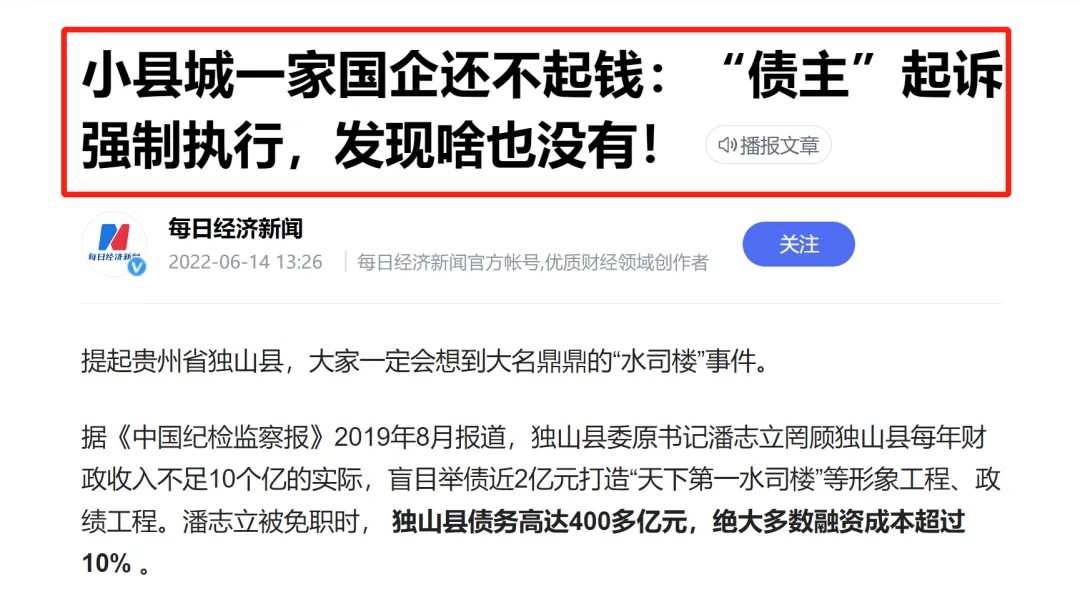 小县城一家国企还不起钱：“债主”起诉
强制执行，发现啥也没有！
播报文章
每日经济新闻
每日经济新闻
2022-06-14 13:26
每日经济新闻官方帐号,优质财经领域创作者
关注
提起贵州省独山县，大家一定会想到大名鼎鼎的“水司楼”事件。
据《中国纪检监察报》2019年8月报道，独山县委原书记潘志立罔顾独山县每年财
政收入不足10个亿的实际，盲目举债近2亿元打造“天下第一水司楼”等形象工程、政
绩工程。潘志立被免职时， 独山县债务高达400多亿元，绝大多数融资成本超过
10% 。